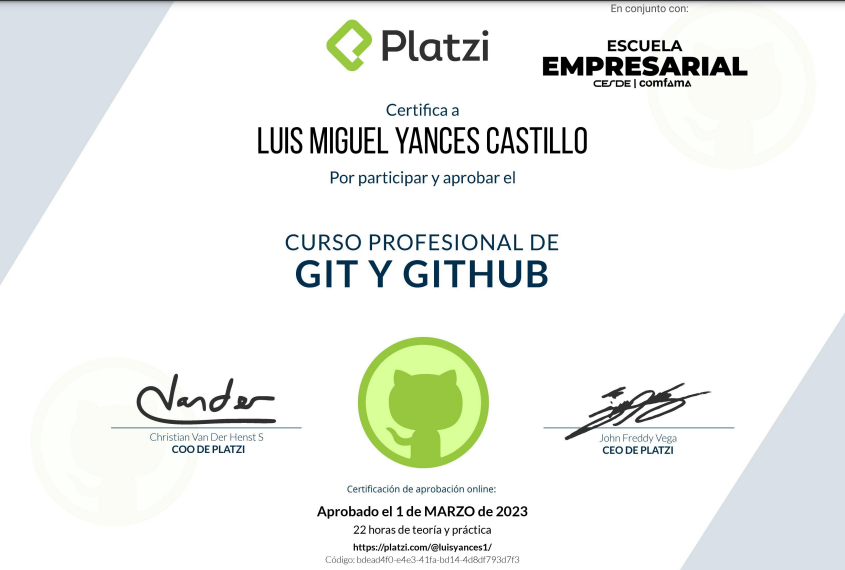 En conjunto con:
Platzi
ESCUELA
EMPRESARIAL
CESDE | comfama
Certifica a
LUIS MIGUEL YANCES CASTILLO
Por participar y aprobar el
CURSO PROFESIONAL DE
GIT Y GITHUB
Vander
Christian Van Der Henst S
COO DE PLATZI
John Freddy Vega
CEO DE PLATZI
Certificación de aprobación online:
Aprobado el 1 de MARZO de 2023
22 horas de teoría y práctica
https://platzi.com/@luisyances1/
Código: bdead4f0-e4e3-41fa-bd14-4d8df793d7f3